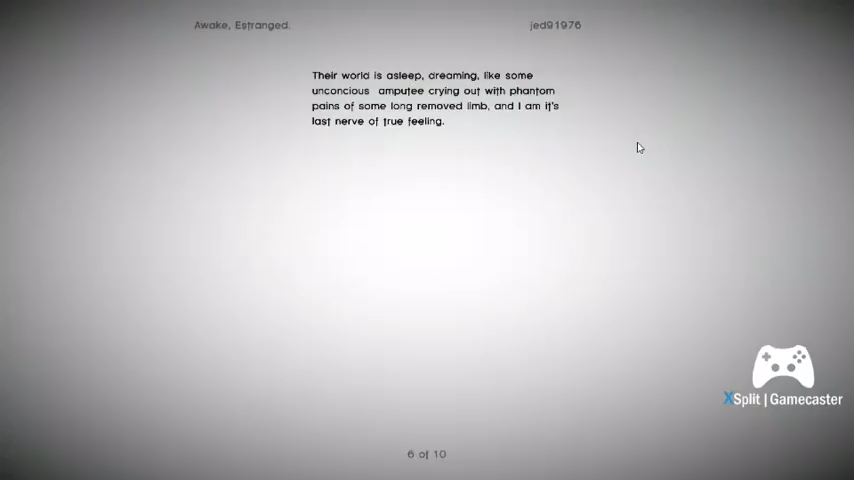 Awake, Estranged.
jed91976
Their world is asleep, dreaming, like some
unconcious  amputee crying out with phantom
pains of some long removed limb, and I am it's
last nerve of true feeling.
XSplit | Gamecaster
6 of 10